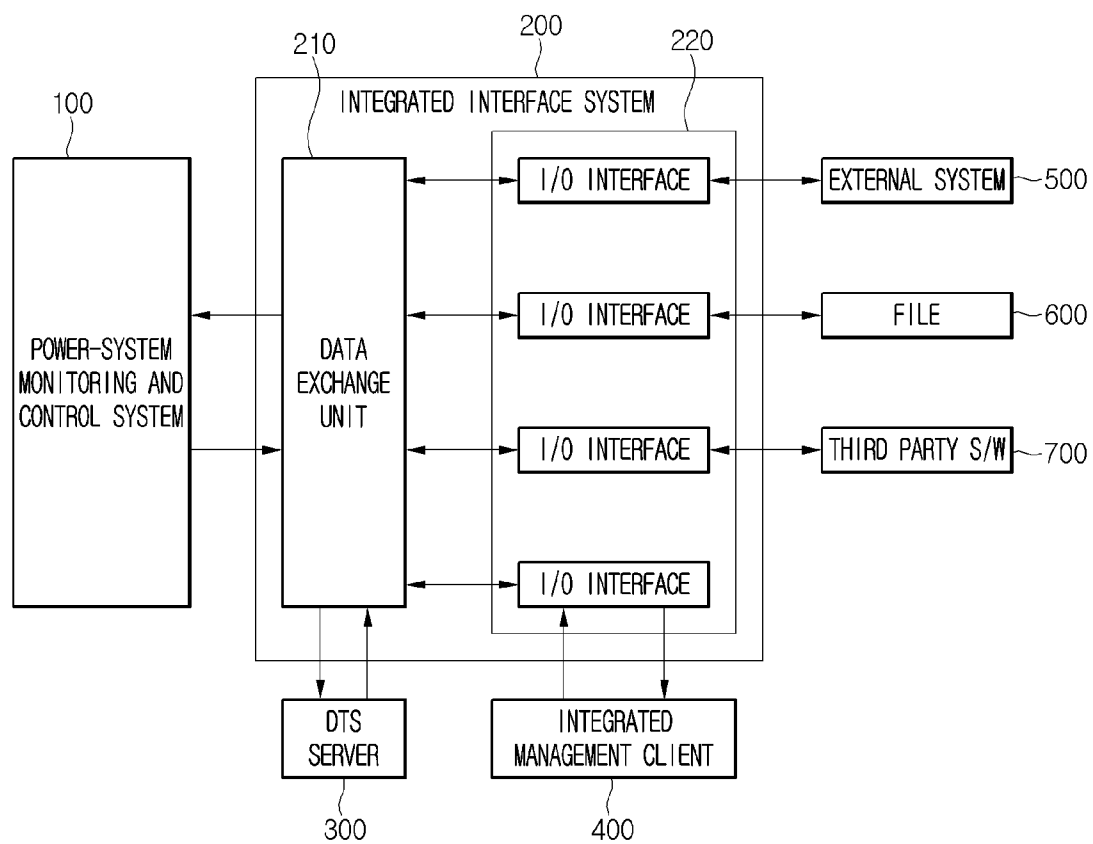 200
210
220
INTEGRATED INTERFACE SYSTEM
100
I/O INTERFACE
EXTERNAL SYSTEM
500
I/O INTERFACE
FILE
600
POWER-SYSTEM
MONITORING AND
CONTROL SYSTEM
DATA
EXCHANGE
UNIT
I/O INTERFACE
THIRD PARTY S/W
700
I/O INTERFACE
DTS
SERVER
INTEGRATED
MANAGEMENT CLIENT
300
400